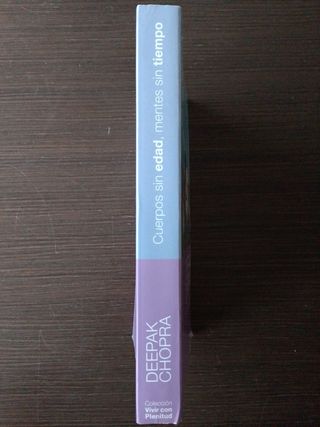 Cuerpos sin edad, mentes sin tiempo
DEEPAK
CHOPRA
Colección
Vivir con
Plenitud